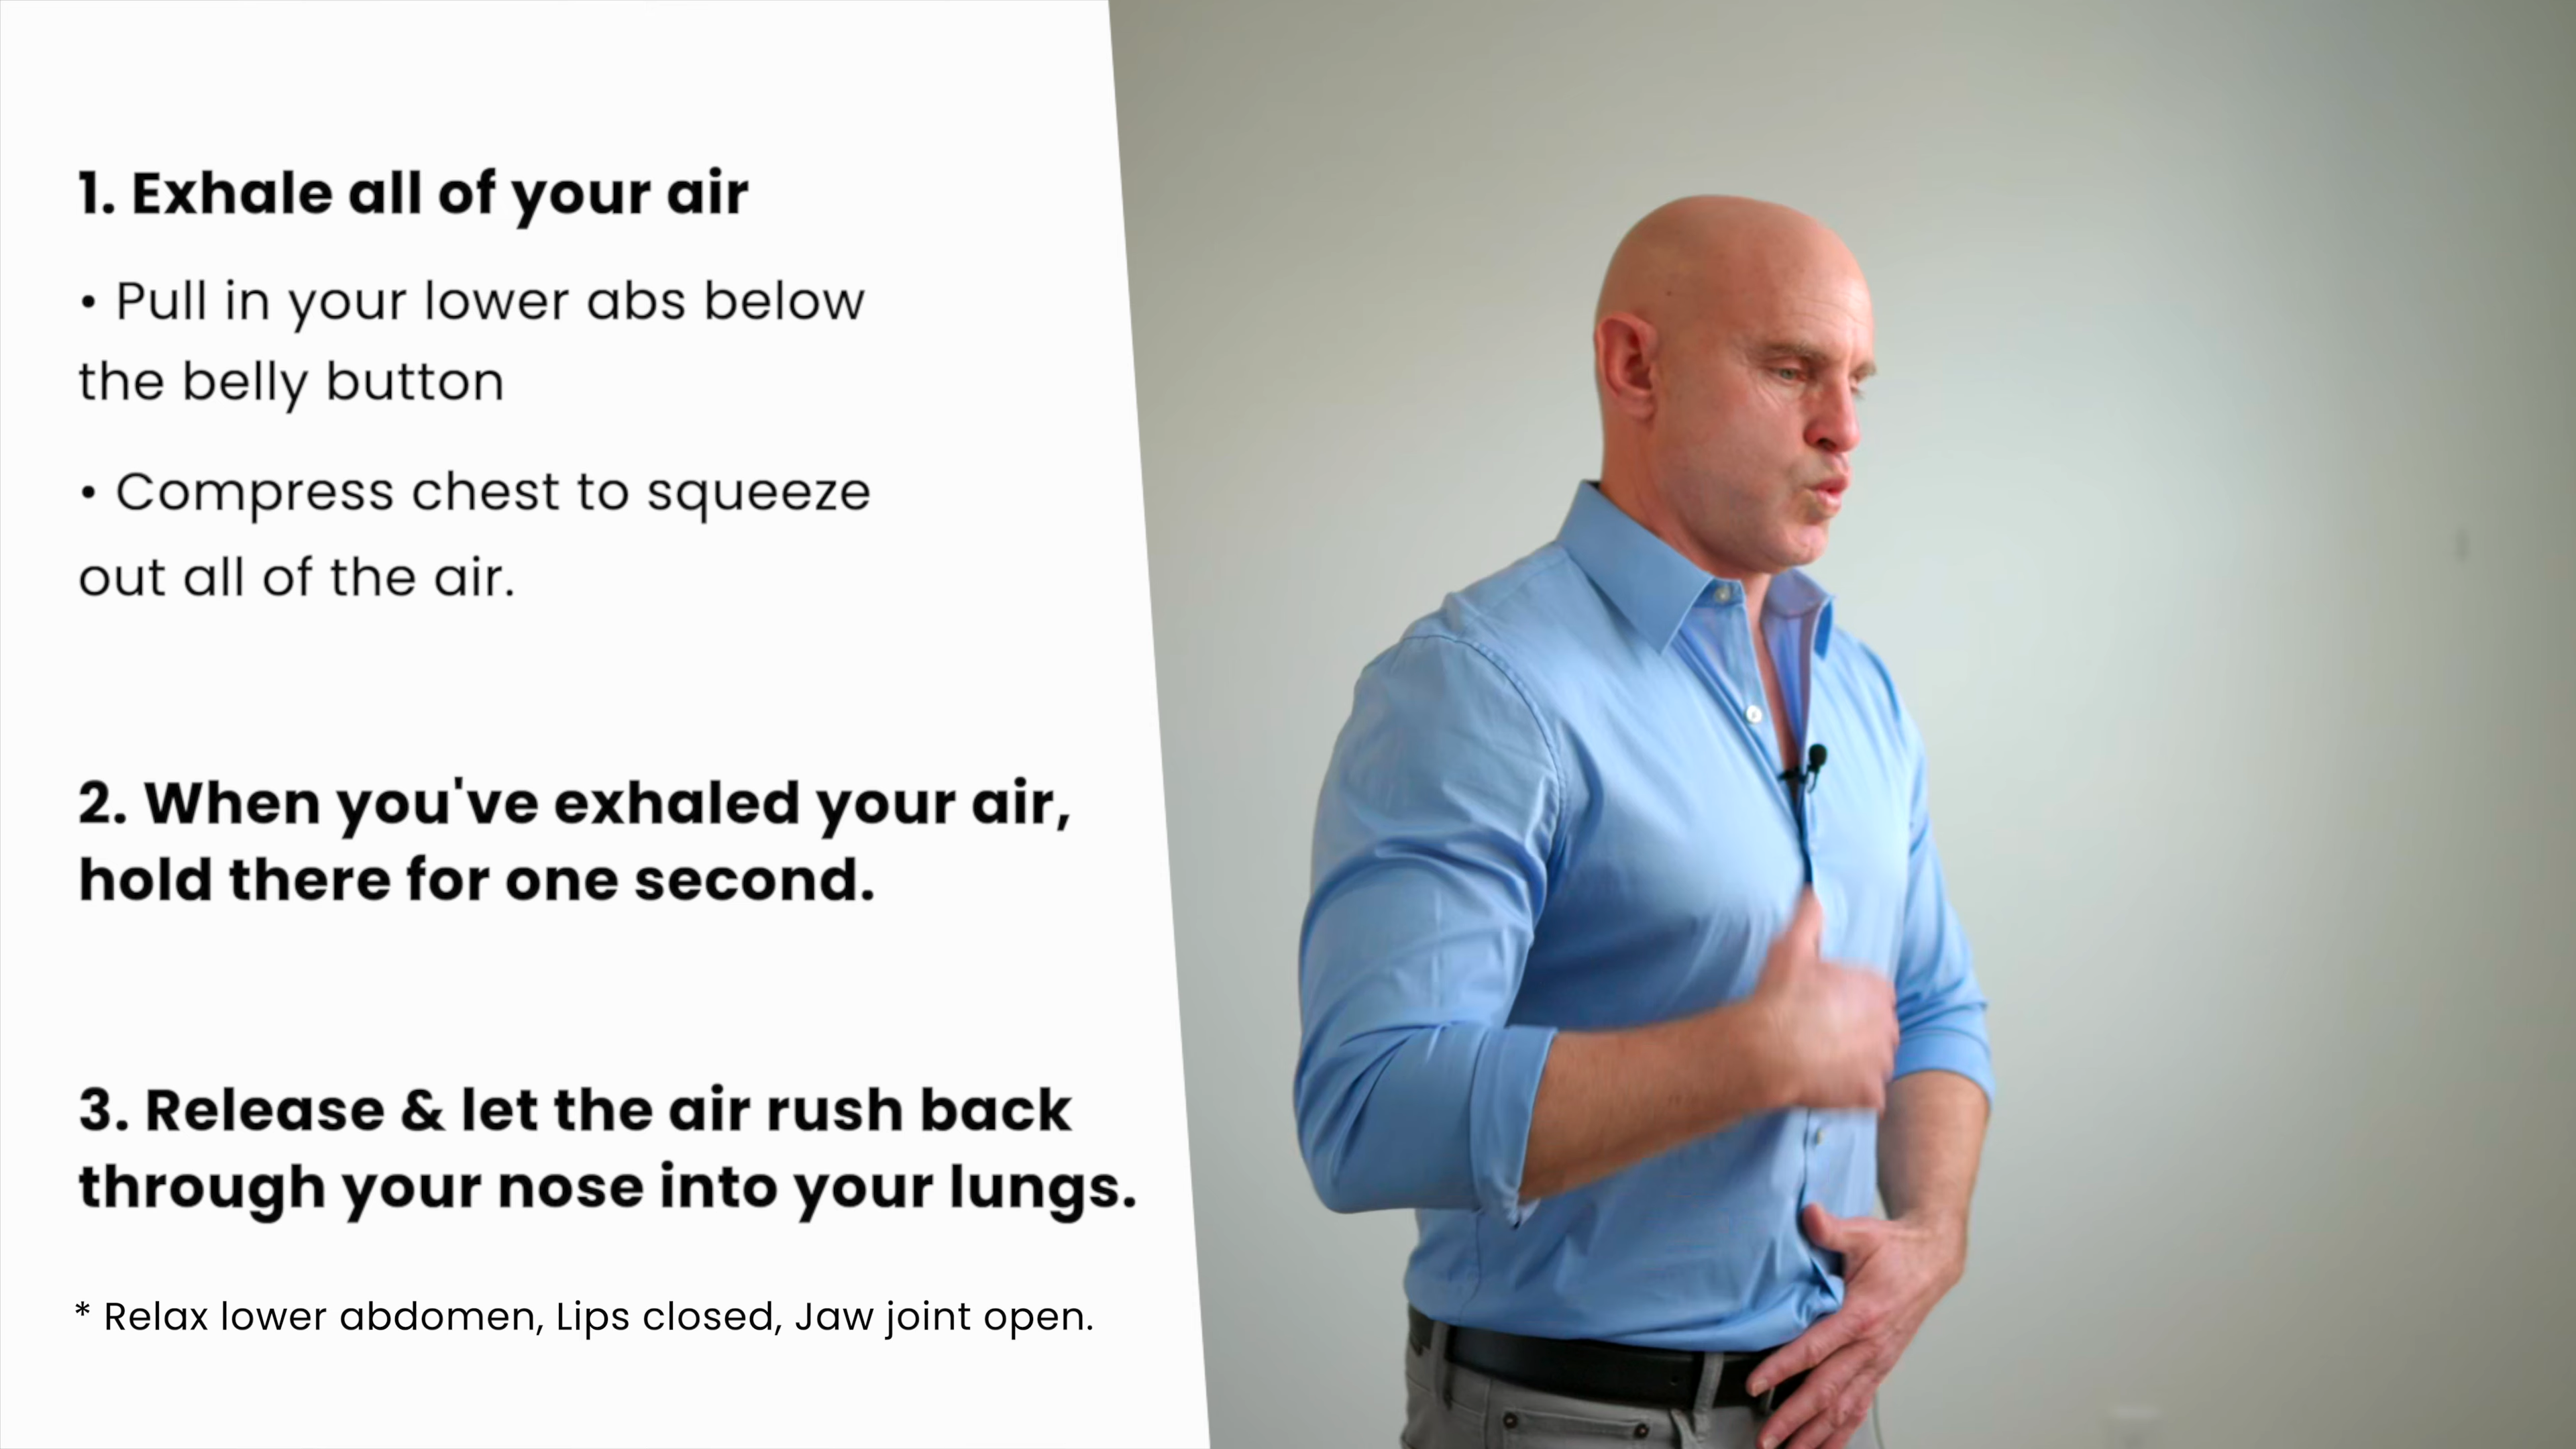 1. Exhale all of your air
• Pull in your lower abs below
the belly button
• Compress chest to squeeze
out all of the air.
2. When you've exhaled your air,
hold there for one second.
3. Release & let the air rush back
through your nose into your lungs.
* Relax lower abdomen, Lips closed, Jaw joint open.